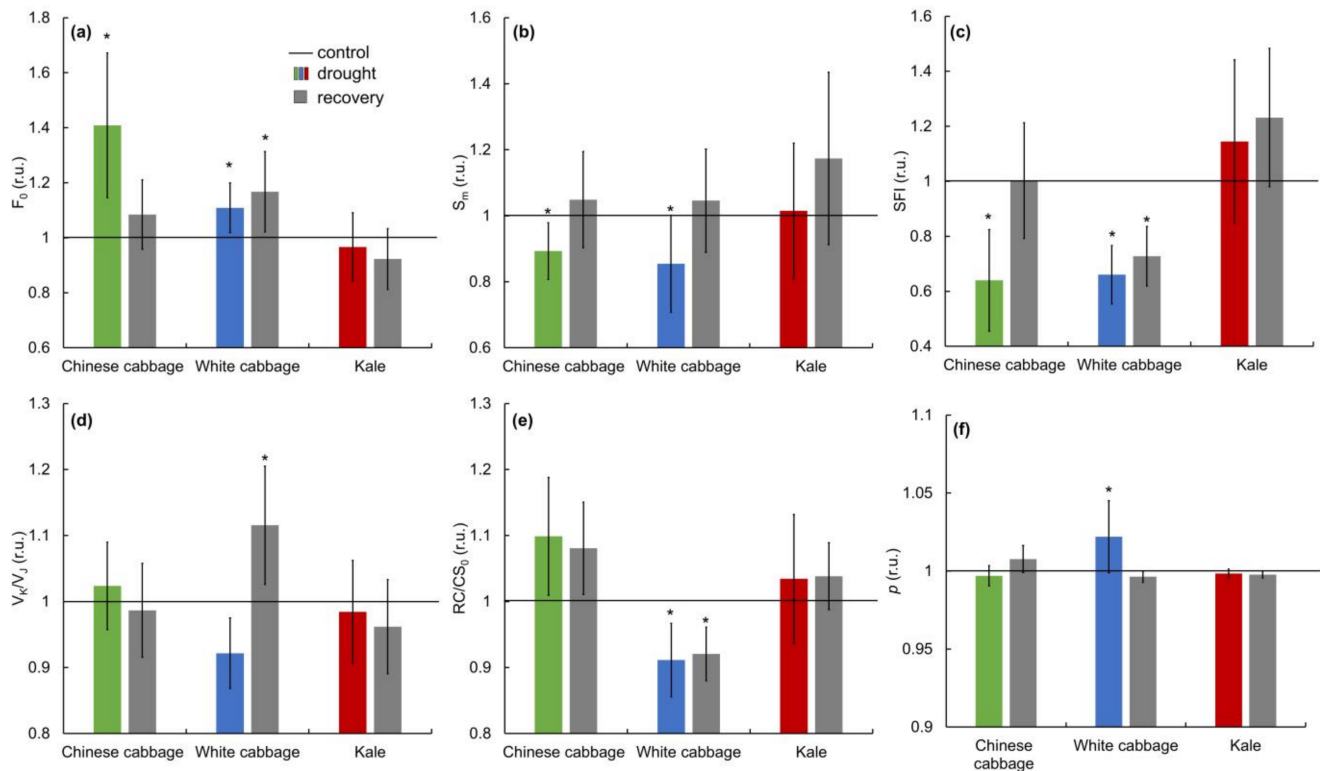 (a)
1.8
1.6
1.4
1.2
1
0.8
0.6
F0 (r.u.)
*
*
*
control
drought
recovery
Chinese cabbage
White cabbage
Kale
(b)
1.6
1.4
1.2
1
0.8
0.6
Sm (r.u.)
*
*
Chinese cabbage
White cabbage
Kale
(c)
1.6
1.4
1.2
1
0.8
0.6
0.4
SFI (r.u.)
*
*
*
Chinese cabbage
White cabbage
Kale
(d)
1.3
1.2
1.1
1
0.9
0.8
VK/VJ (r.u.)
*
Chinese cabbage
White cabbage
Kale
(e)
1.3
1.2
1.1
1
0.9
0.8
RC/CS0 (r.u.)
*
*
Chinese cabbage
White cabbage
Kale
(f)
1.1
1.05
1
0.95
0.9
p (r.u.)
*
Chinese
cabbage
White cabbage
Kale